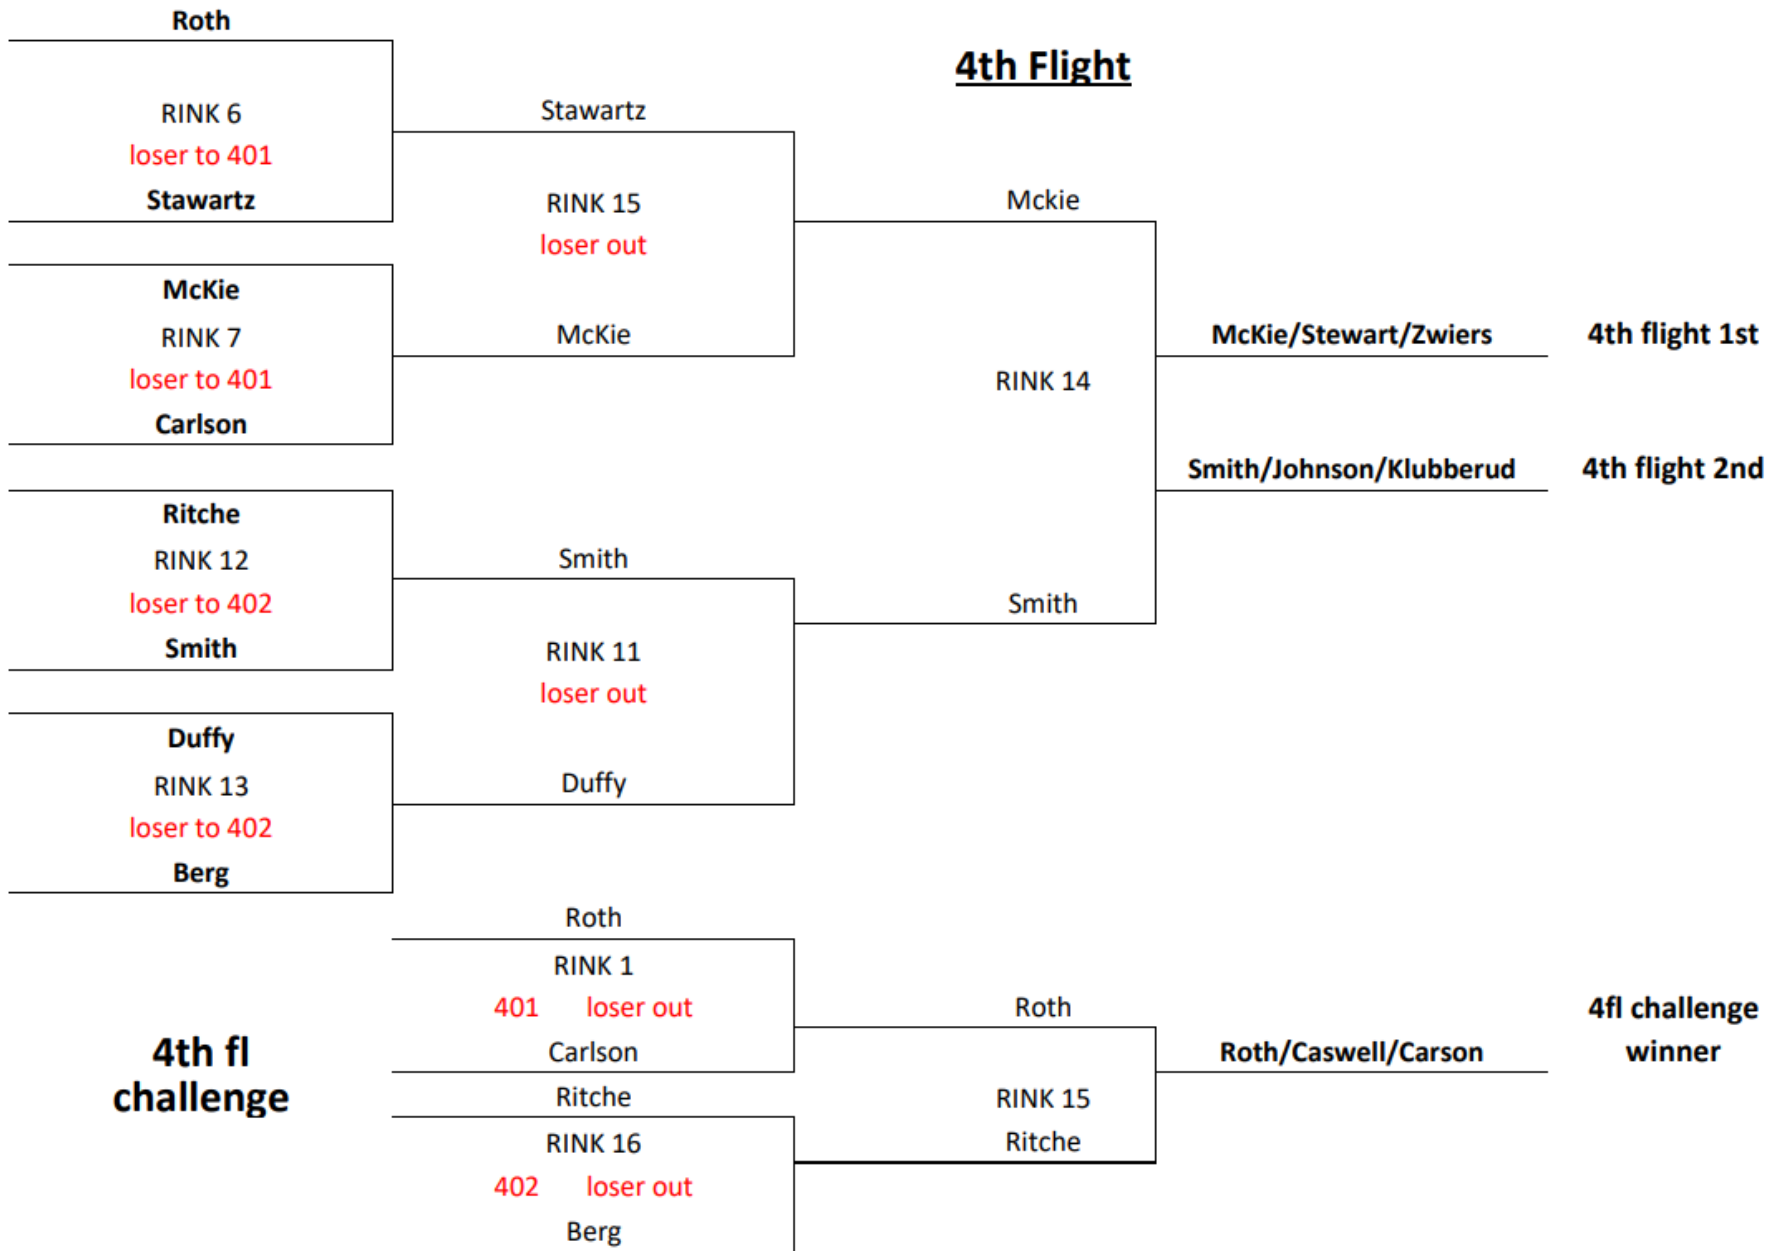 Roth
4th Flight
RINK 6
Stawartz
loser to 401
Stawartz
RINK 15
Mckie
loser out
McKie
RINK 7
McKie
McKie/Stewart/Zwiers
4th flight 1st
loser to 401
RINK 14
Carlson
Smith/Johnson/Klubberud
4th flight 2nd
Ritche
RINK 12
Smith
loser to 402
Smith
Smith
RINK 11
loser out
Duffy
RINK 13
Duffy
loser to 402
Berg
Roth
RINK 1
401 loser out
Roth
4fl challenge
winner
4th fl
challenge
Carlson
Roth/Caswell/Carson
Ritche
RINK 15
RINK 16
Ritche
402 loser out
Berg